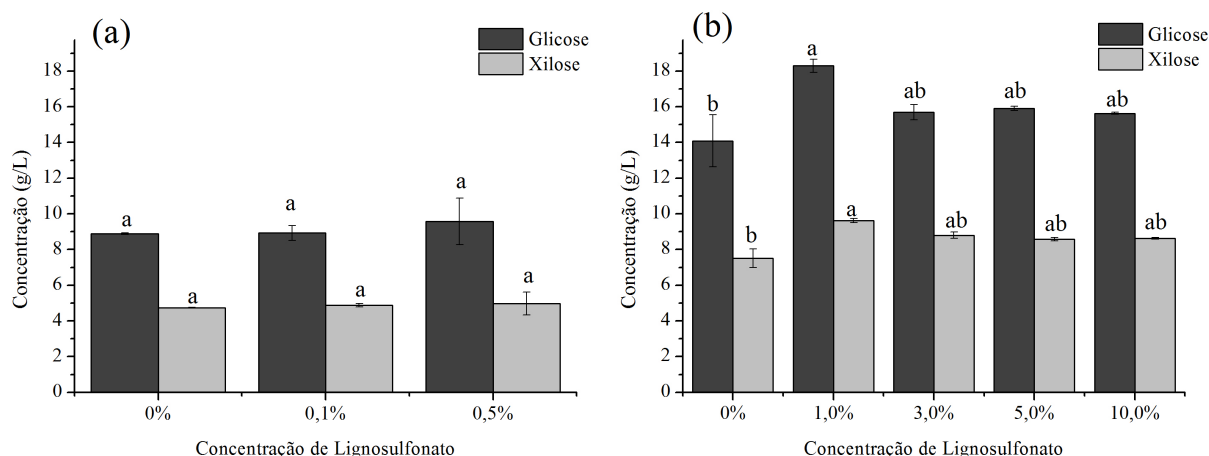 (a)
Glicose
Xilose
18
16
14
12
10
8
6
4
2
0
Concentração (g/L)
a
a
a
a
a
a
0%
0,1%
0,5%
Concentração de Lignosulfonato
(b)
Glicose
Xilose
18
16
14
12
10
8
6
4
2
0
Concentração (g/L)
b
b
a
a
ab
ab
ab
ab
ab
ab
0%
1,0%
3,0%
5,0%
10,0%
Concentração de Lignosulfonato